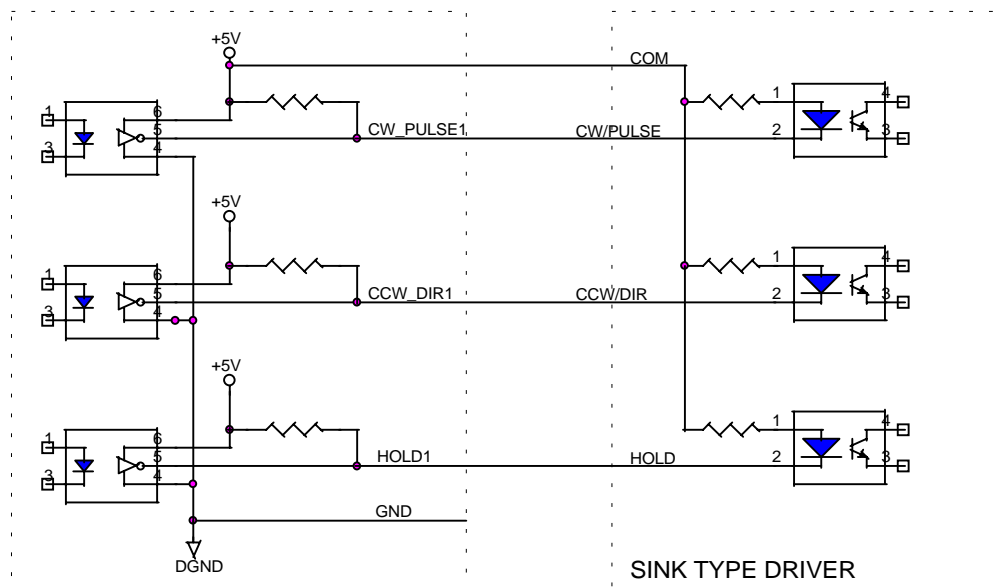 +5V
COM
1 6 1 4
5 CW_PULSE1 CW/PULSE 2
3 4 3
+5V
1 6 1 4
5 CCW_DIR1 CCW/DIR 2
3 4 3
+5V
1 6 1 4
5 HOLD1 HOLD 2
3 4 3
GND
DGND
SINK TYPE DRIVER